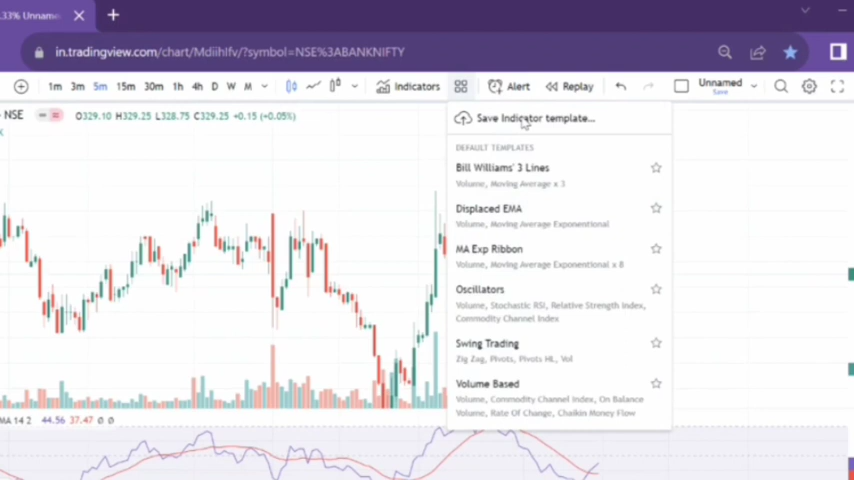 .33% Unname
in.tradingview.com/chart/MdiihIfv/?symbol=NSE%3ABANKNIFTY
1m 3m 5m 15m 30m 1h 4h D W M Indicators Alert Replay Unnamed
Save
NSE O329.10 H329.25 L328.75 C329.25 +0.15 (+0.05%)
Save Indicator template...
DEFAULT TEMPLATES
Bill Williams' 3 Lines
Volume, Moving Average x 3
Displaced EMA
Volume, Moving Average Exponential
MA Exp Ribbon
Volume, Moving Average Exponential x 8
Oscillators
Volume, Stochastic RSI, Relative Strength Index,
Commodity Channel Index
Swing Trading
Zig Zag, Pivots, Pivots HL, Vol
Volume Based
Volume, Commodity Channel Index, On Balance
Volume, Rate Of Change, Chaikin Money Flow
MA 14 2 44.56 37.47 Ø Ø